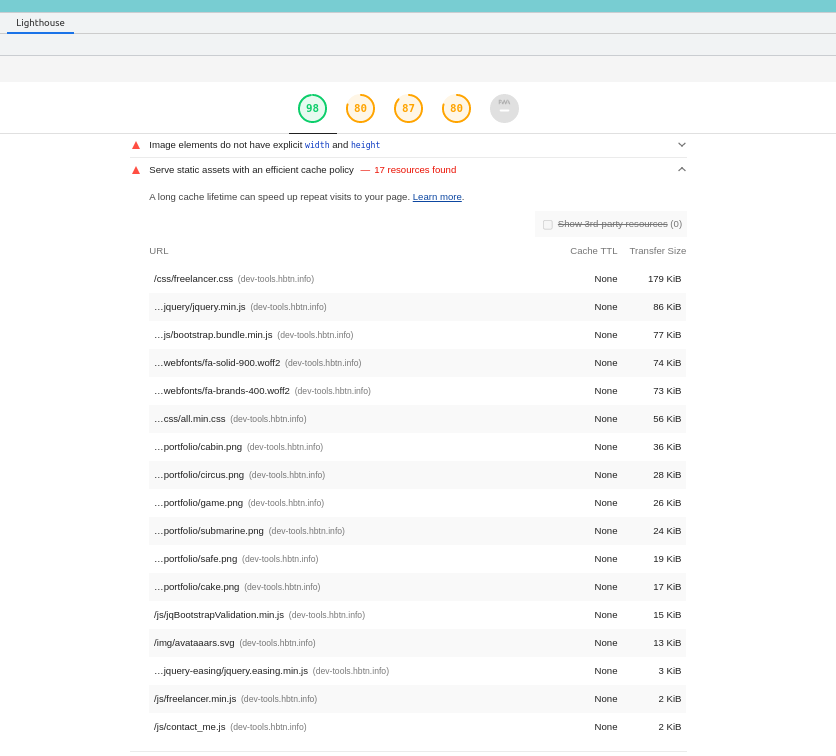 Lighthouse
98 80 87 80 PWA
Image elements do not have explicit width and height
Serve static assets with an efficient cache policy — 17 resources found
A long cache lifetime can speed up repeat visits to your page. Learn more.
Show 3rd-party resources (0)
URL Cache TTL Transfer Size
/css/freelancer.css (dev-tools.hbtn.info) None 179 KiB
…jquery/jquery.min.js (dev-tools.hbtn.info) None 86 KiB
…js/bootstrap.bundle.min.js (dev-tools.hbtn.info) None 77 KiB
…webfonts/fa-solid-900.woff2 (dev-tools.hbtn.info) None 74 KiB
…webfonts/fa-brands-400.woff2 (dev-tools.hbtn.info) None 73 KiB
…css/all.min.css (dev-tools.hbtn.info) None 56 KiB
…portfolio/cabin.png (dev-tools.hbtn.info) None 36 KiB
…portfolio/circus.png (dev-tools.hbtn.info) None 28 KiB
…portfolio/game.png (dev-tools.hbtn.info) None 26 KiB
…portfolio/submarine.png (dev-tools.hbtn.info) None 24 KiB
…portfolio/safe.png (dev-tools.hbtn.info) None 19 KiB
…portfolio/cake.png (dev-tools.hbtn.info) None 17 KiB
/js/jqBootstrapValidation.min.js (dev-tools.hbtn.info) None 15 KiB
/img/avataaars.svg (dev-tools.hbtn.info) None 13 KiB
…jquery-easing/jquery.easing.min.js (dev-tools.hbtn.info) None 3 KiB
/js/freelancer.min.js (dev-tools.hbtn.info) None 2 KiB
/js/contact_me.js (dev-tools.hbtn.info) None 2 KiB